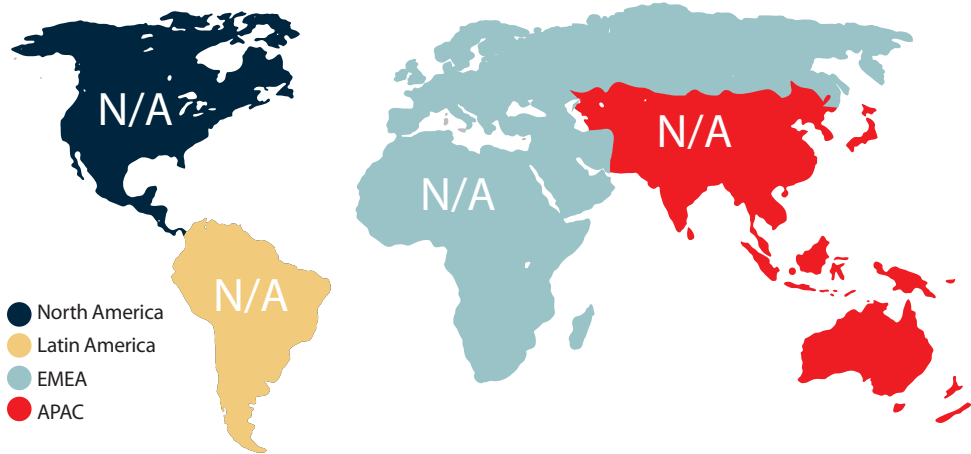 N/A
N/A
N/A
N/A
North America
Latin America
EMEA
APAC